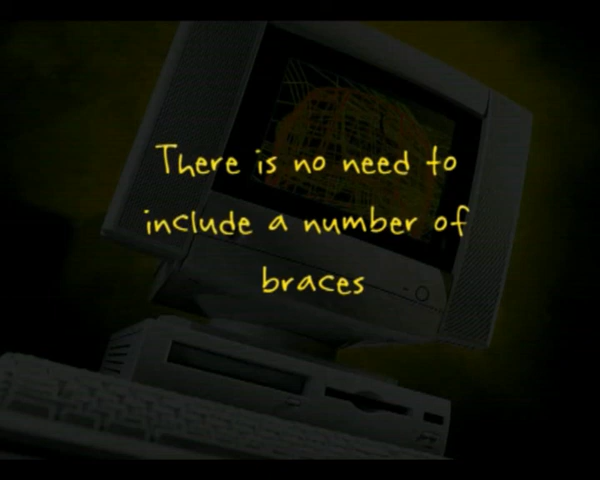 There is no need to
include a number of
braces